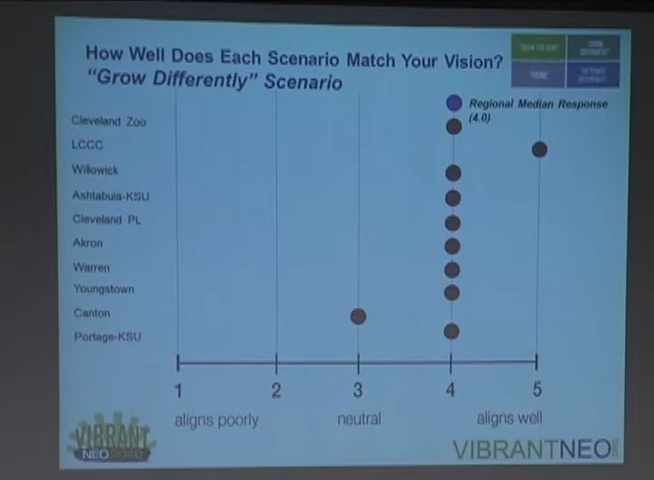 How Well Does Each Scenario Match Your Vision?
"Grow Differently" Scenario
Regional Median Response
(4.0)
Cleveland Zoo
LCCC
Willowick
Ashtabula-KSU
Cleveland PL
Akron
Warren
Youngstown
Canton
Portage-KSU
1 2 3 4 5
aligns poorly neutral aligns well
VIBRANT
NEO 2040
VIBRANTNEO